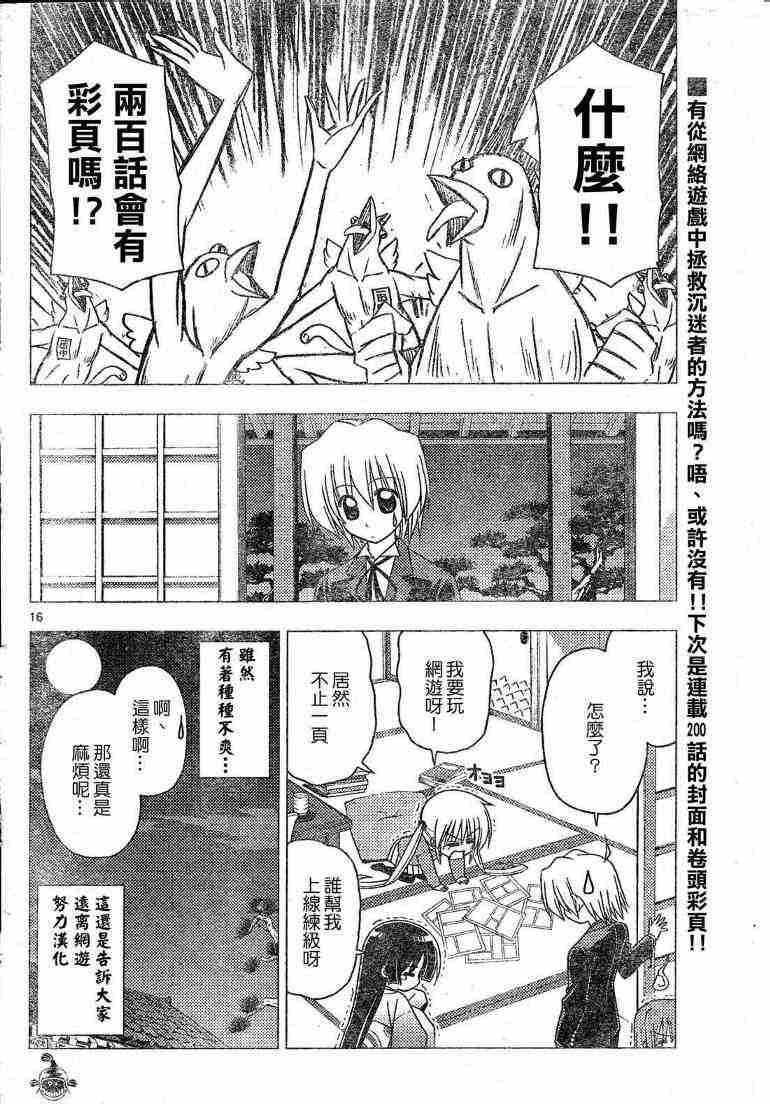 什麼!!
兩百話會有
彩頁嗎!?
有從網絡遊戲中拯救沉迷者的方法嗎？唔、或許沒有!!下次是連載200話的封面和卷頭彩頁!!
16
我說…
怎麼了？
我要玩
網遊呀!
居然
不止一頁
オヨヨ
誰幫我
上線練級呀
雖然
有著種種不爽…
啊、
這樣啊…
那還真是
麻煩呢…
這還是告訴大家
遠离網遊
努力漢化